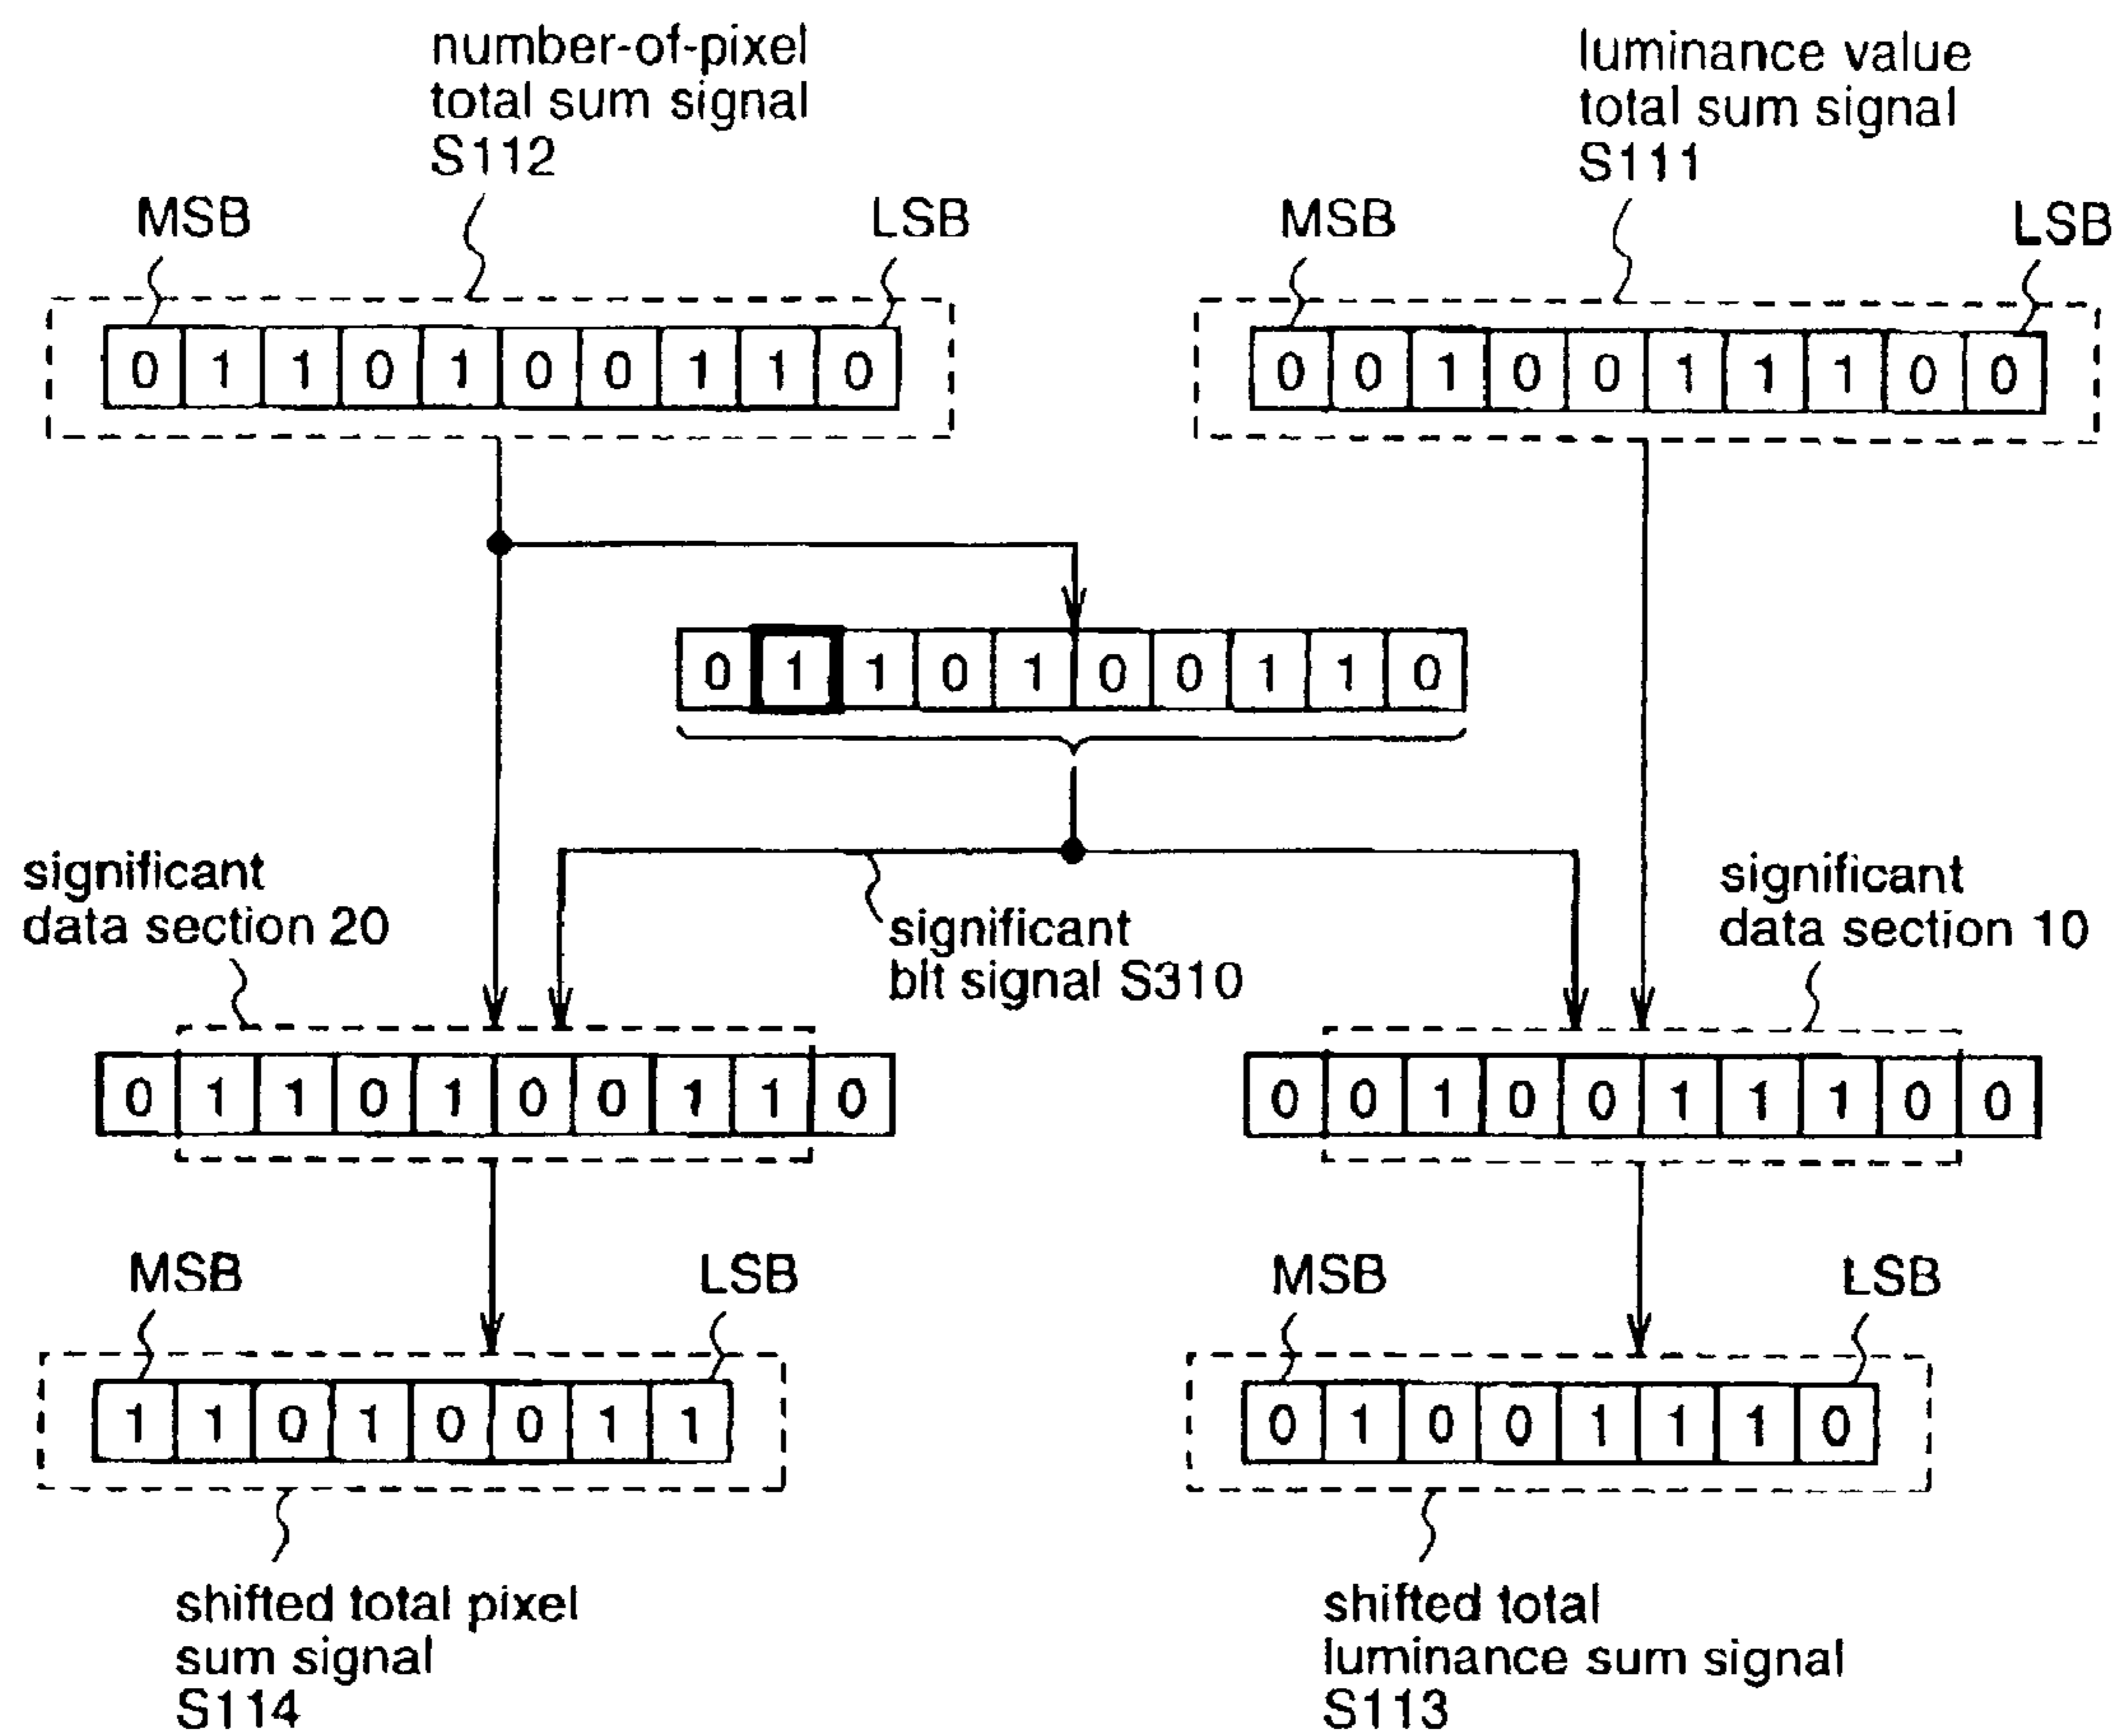 number-of-pixel
total sum signal
S112
luminance value
total sum signal
S111
MSB
LSB
MSB
LSB
0 1 1 0 1 0 0 1 1 0
0 0 1 0 0 1 1 1 0 0
0 1 1 0 1 0 0 1 1 0
significant
data section 20
significant
bit signal S310
significant
data section 10
0 1 1 0 1 0 0 1 1 0
0 0 1 0 0 1 1 1 0 0
MSB
LSB
MSB
LSB
1 1 0 1 0 0 1 1
0 1 0 0 1 1 1 0
shifted total pixel
sum signal
S114
shifted total
luminance sum signal
S113